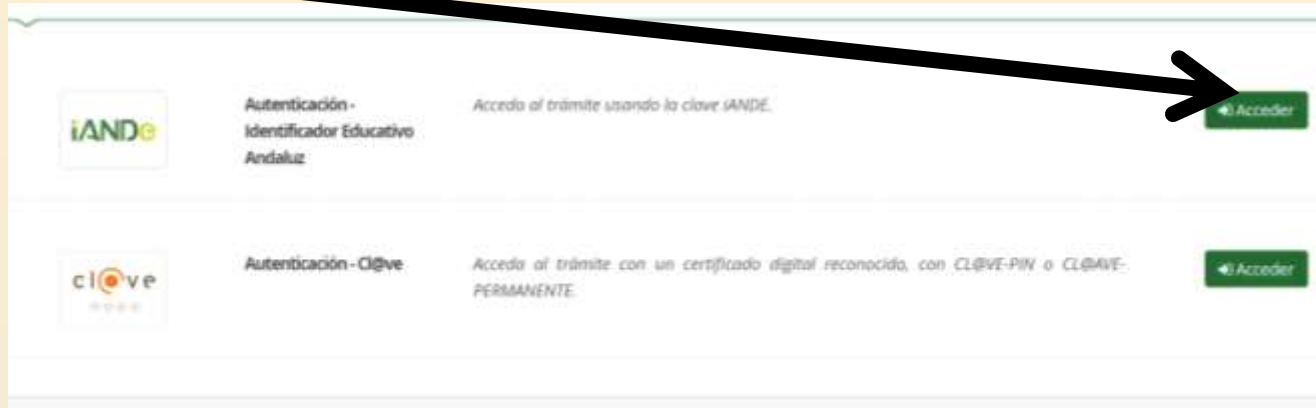 iANDe
Autenticación -
Identificador Educativo
Andaluz
Acceda al trámite usando la clave iANDE.
Acceder
cl@ve
Autenticación - Cl@ve
Acceda al trámite con un certificado digital reconocido, con CL@VE-PIN o CL@AVE-
PERMANENTE.
Acceder